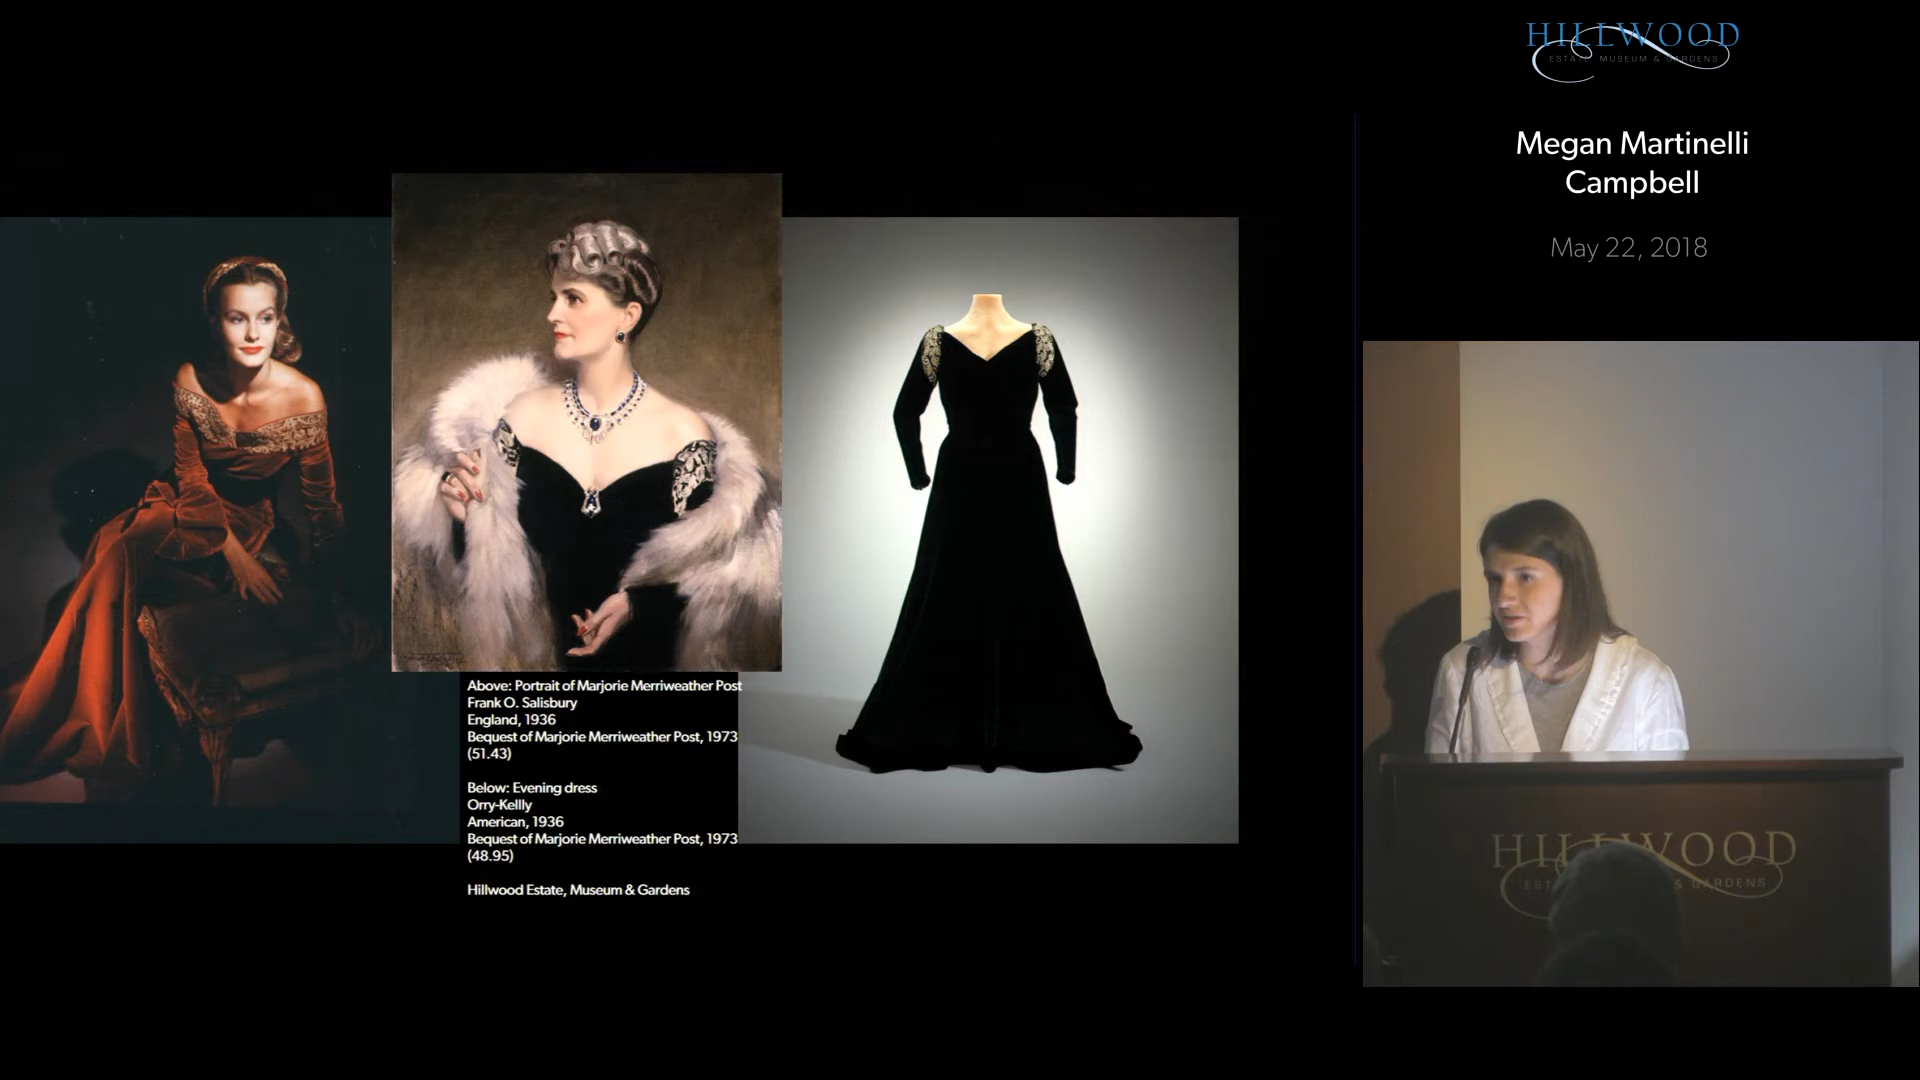 HILLWOOD
ESTATE, MUSEUM & GARDENS
Megan Martinelli
Campbell
May 22, 2018
Above: Portrait of Marjorie Merriweather Post
Frank O. Salisbury
England, 1936
Bequest of Marjorie Merriweather Post, 1973
(51.43)
Below: Evening dress
Orry-Kellly
American, 1936
Bequest of Marjorie Merriweather Post, 1973
(48.95)
Hillwood Estate, Museum & Gardens
HILLWOOD
& GARDENS